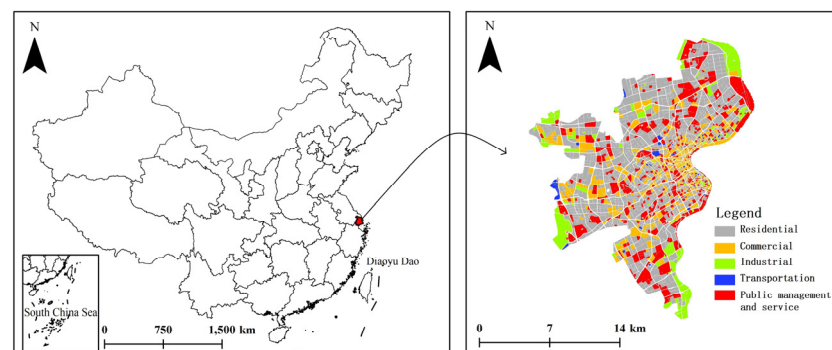 N
Diaoyu Dao
South China Sea
0 750 1,500 km
N
Legend
Residential
Commercial
Industrial
Transportation
Public management
and service
0 7 14 km